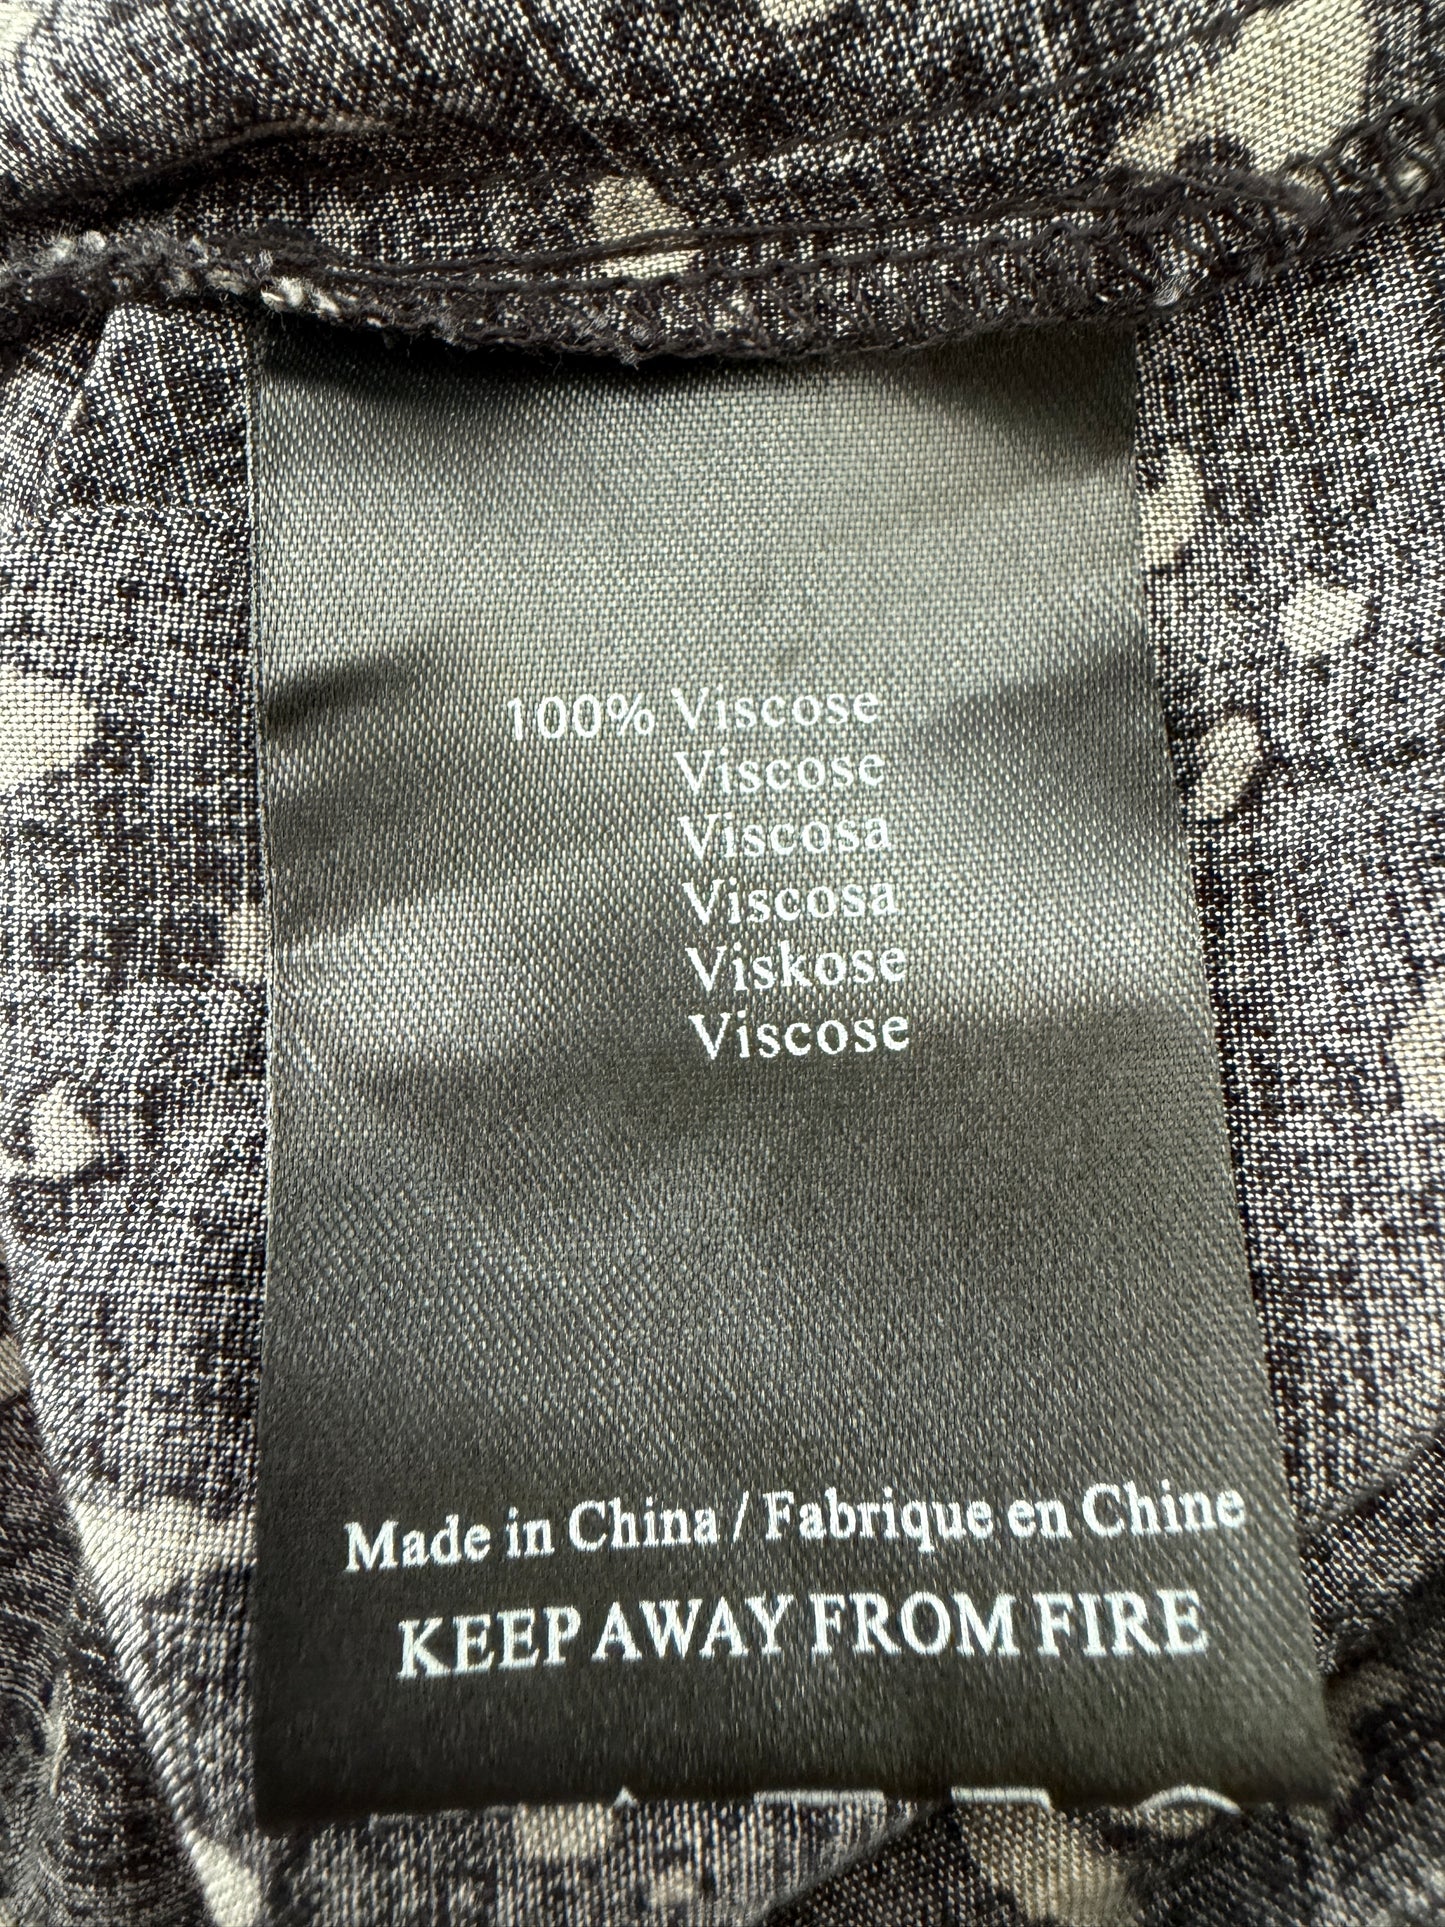 100% Viscose
Viscose
Viscosa
Viscosa
Viskose
Viscose
Made in China / Fabrique en Chine
KEEP AWAY FROM FIRE